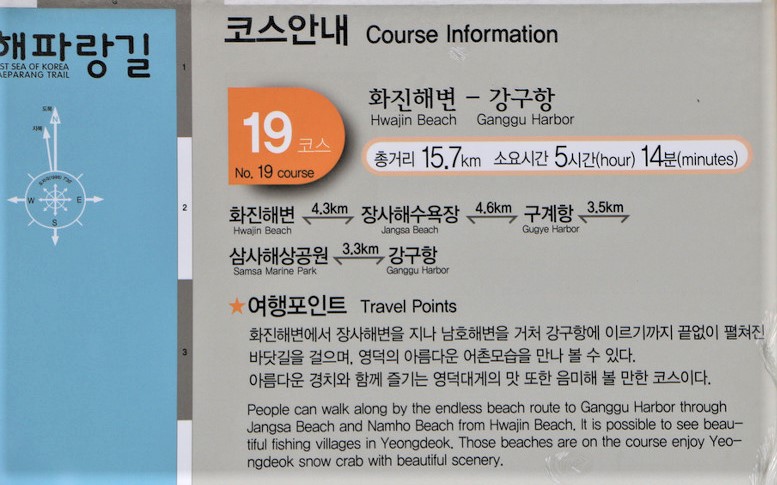 해파랑길
ST SEA OF KOREA
AEPARANG TRAIL
도북
자북
W S E
1
2
3
코스안내 Course Information
19 코스
No. 19 course
화진해변 - 강구항
Hwajin Beach Ganggu Harbor
총거리 15.7km 소요시간 5시간(hour) 14분(minutes)
화진해변 4.3km 장사해수욕장 4.6km 구계항 3.5km
Hwajin Beach Jangsa Beach Gugye Harbor
삼사해상공원 3.3km 강구항
Samsa Marine Park Ganggu Harbor
★여행포인트 Travel Points
화진해변에서 장사해변을 지나 남호해변을 거쳐 강구항에 이르기까지 끝없이 펼쳐진
바닷길을 걸으며, 영덕의 아름다운 어촌모습을 만나 볼 수 있다.
아름다운 경치와 함께 즐기는 영덕대게의 맛 또한 음미해 볼 만한 코스이다.
People can walk along by the endless beach route to Ganggu Harbor through
Jangsa Beach and Namho Beach from Hwajin Beach. It is possible to see beau-
tiful fishing villages in Yeongdeok. Those beaches are on the course enjoy Yeo-
ngdeok snow crab with beautiful scenery.